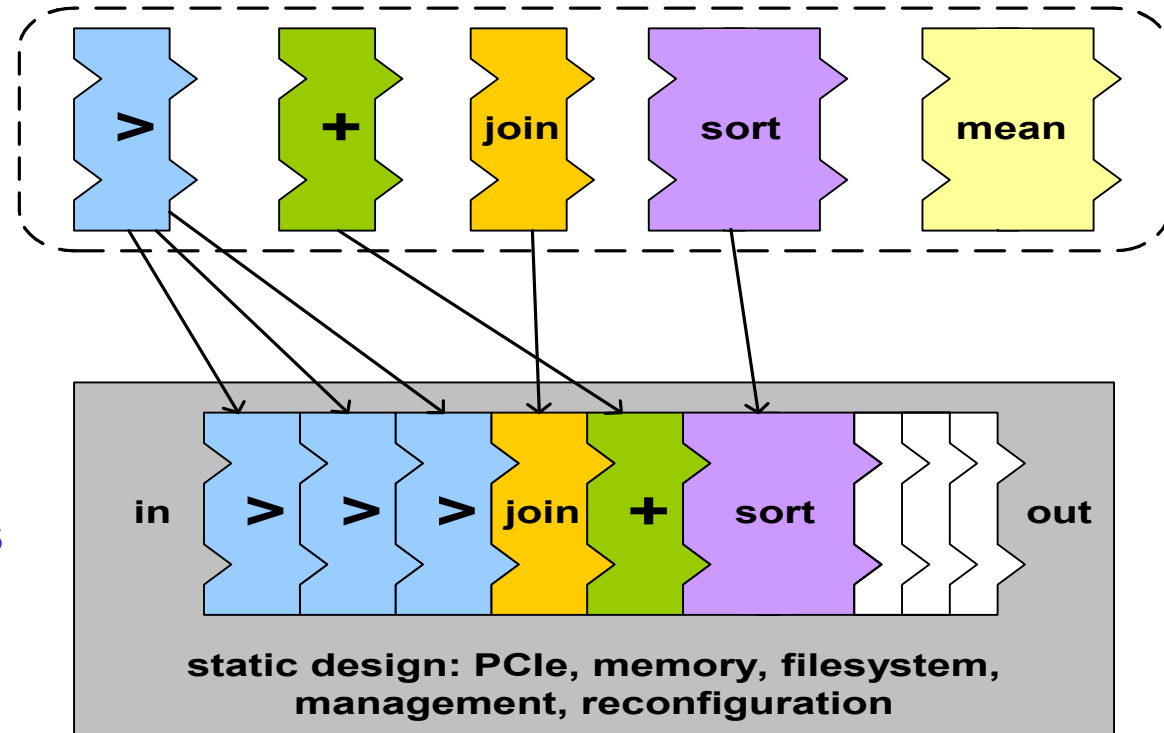 > + join sort mean
in > > > join + sort out
s
static design: PCIe, memory, filesystem,
management, reconfiguration